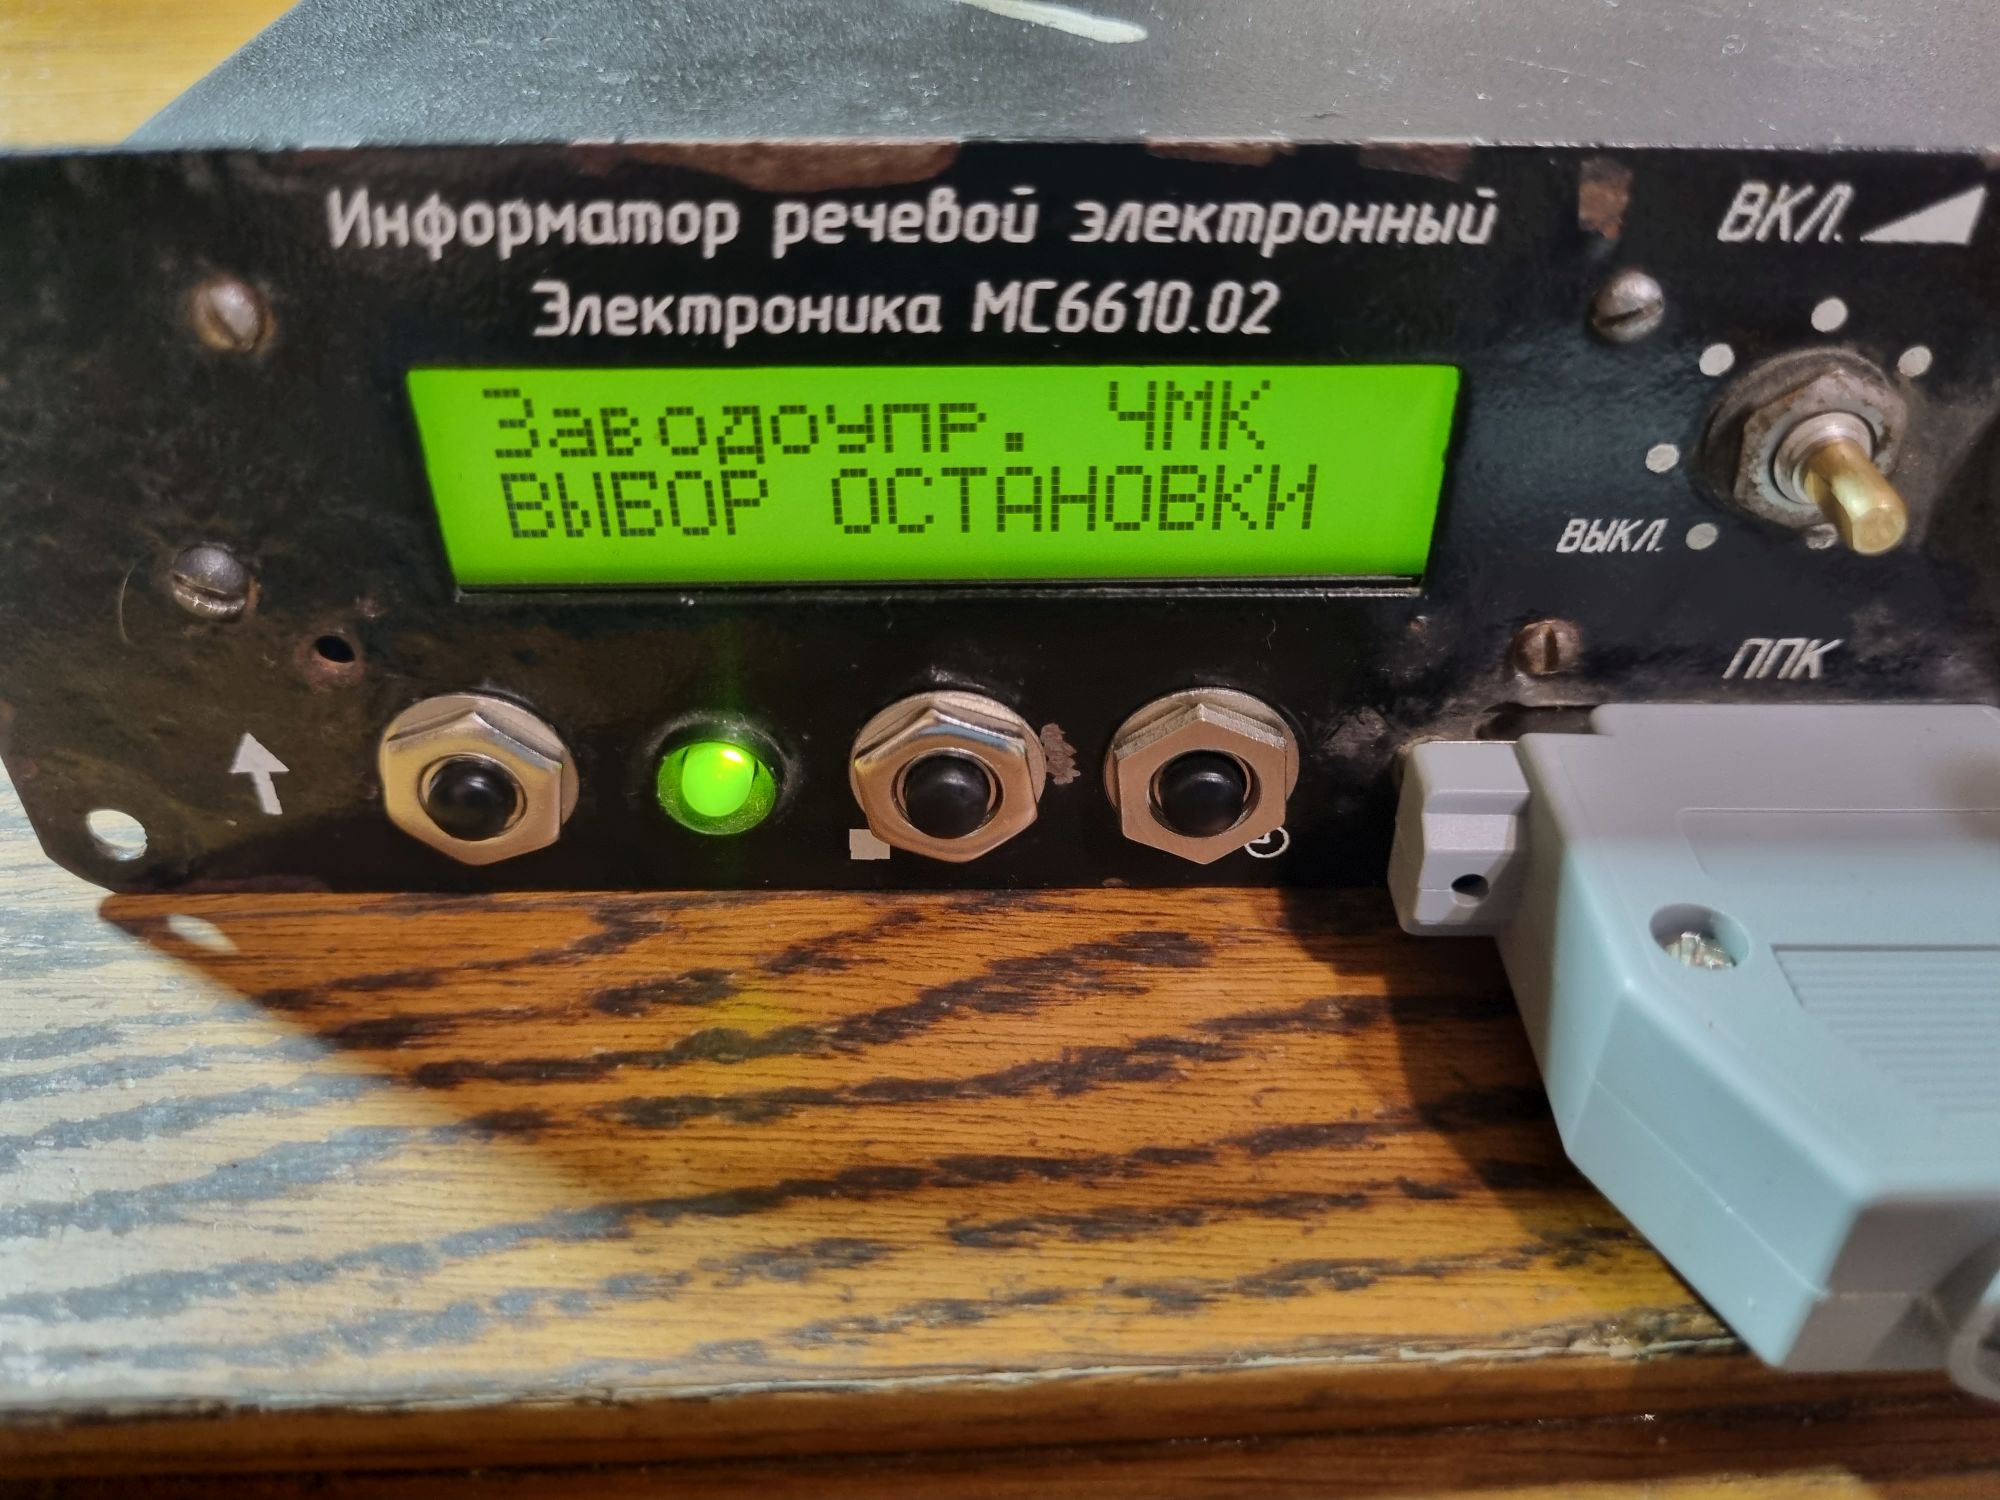 Информатор речевой электронный
Электроника МС6610.02
ВКЛ.
Заводоупр. ЧМК
ВЫБОР ОСТАНОВКИ
ВЫКЛ.
ППК